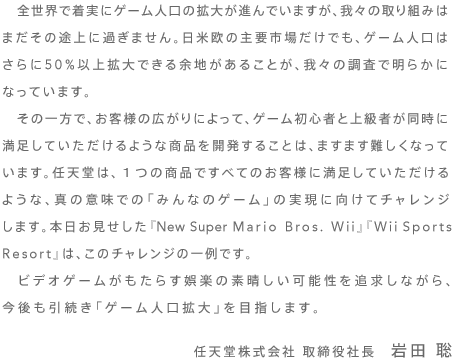 全世界で着実にゲーム人口の拡大が進んでいますが、我々の取り組みは
まだその途上に過ぎません。日米欧の主要市場だけでも、ゲーム人口は
さらに50%以上拡大できる余地があることが、我々の調査で明らかに
なっています。
　その一方で、お客様の広がりによって、ゲーム初心者と上級者が同時に
満足していただけるような商品を開発することは、ますます難しくなって
います。任天堂は、1つの商品ですべてのお客様に満足していただける
ような、真の意味での「みんなのゲーム」の実現に向けてチャレンジ
します。本日お見せした『New Super Mario Bros. Wii』『Wii Sports
Resort』は、このチャレンジの一例です。
　ビデオゲームがもたらす娯楽の素晴しい可能性を追求しながら、
今後も引続き「ゲーム人口拡大」を目指します。
任天堂株式会社 取締役社長　岩田 聡